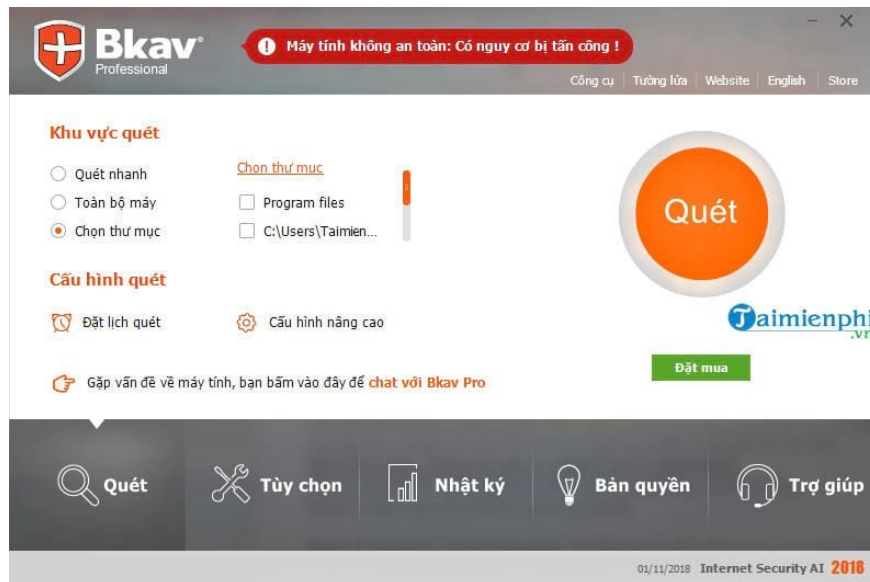 Bkav®
Professional
Máy tính không an toàn: Có nguy cơ bị tấn công !
Công cụ Tường lửa Website English Store
Khu vực quét
Quét nhanh
Toàn bộ máy
Chọn thư mục
Chọn thư mục
Program files
C:\Users\Taimien...
Quét
Cấu hình quét
Đặt lịch quét
Cấu hình nâng cao
Taimienphi
.vn
Đặt mua
Gặp vấn đề về máy tính, bạn bấm vào đây để chat với Bkav Pro
Quét Tùy chọn Nhật ký Bản quyền Trợ giúp
01/11/2018 Internet Security AI 2018